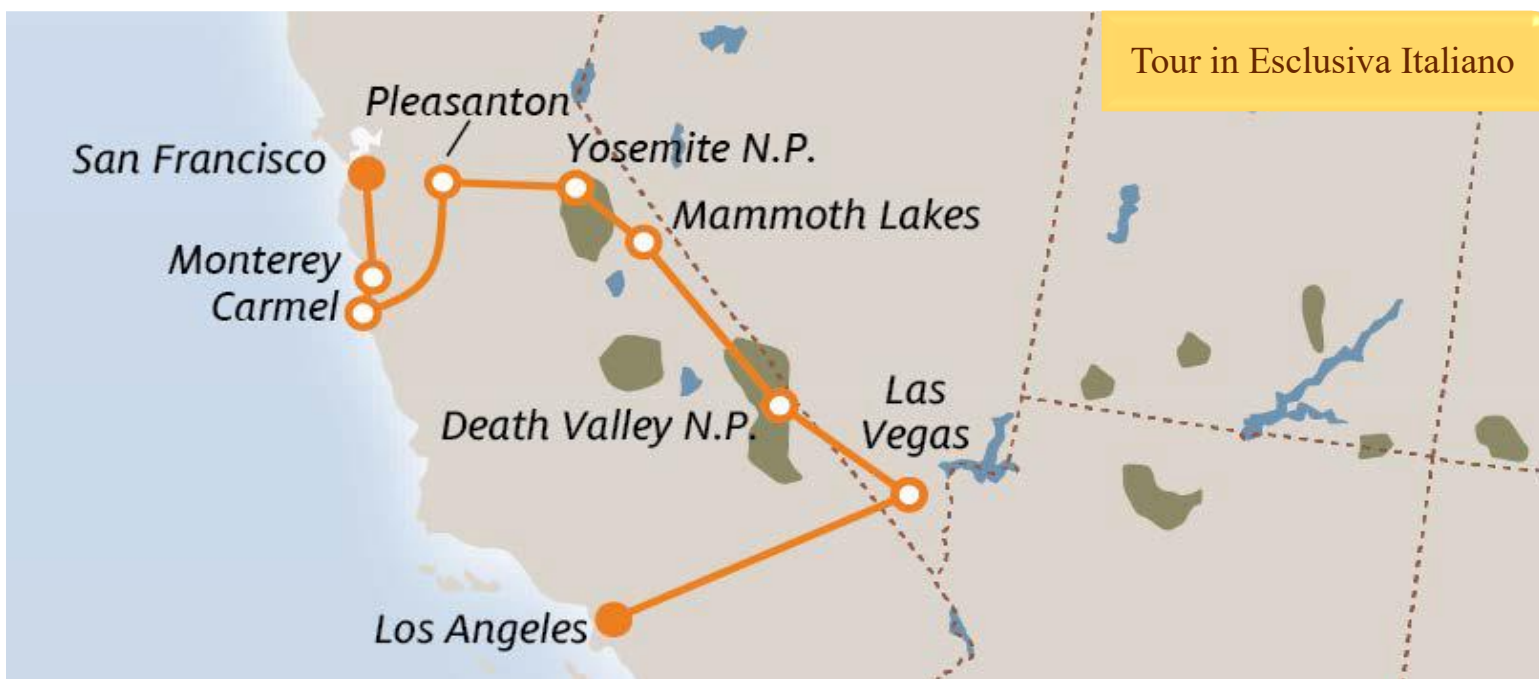 Tour in Esclusiva Italiano
Pleasanton
San Francisco
Yosemite N.P.
Mammoth Lakes
Monterey
Carmel
Las
Vegas
Death Valley N.P.
Los Angeles